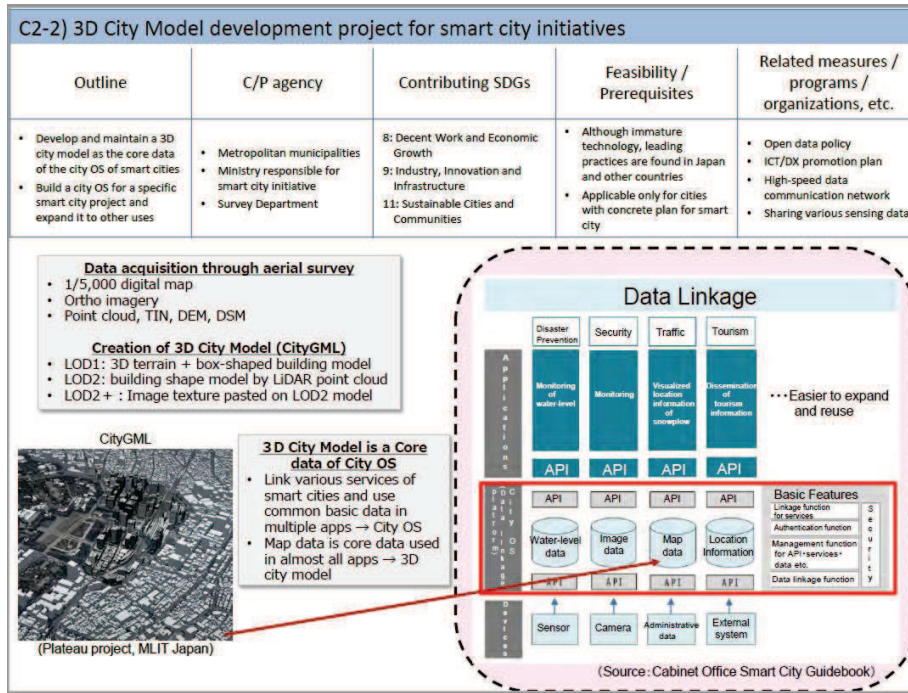 C2-2) 3D City Model development project for smart city initiatives
Outline
C/P agency
Contributing SDGs
Feasibility /
Prerequisites
Related measures /
programs /
organizations, etc.
• Develop and maintain a 3D
city model as the core data
of the city OS of smart cities
• Build a city OS for a specific
smart city project and
expand it to other uses
• Metropolitan municipalities
• Ministry responsible for
smart city initiative
• Survey Department
8: Decent Work and Economic
Growth
9: Industry, Innovation and
Infrastructure
11: Sustainable Cities and
Communities
• Although immature
technology, leading
practices are found in Japan
and other countries
• Applicable only for cities
with concrete plan for smart
city
• Open data policy
• ICT/DX promotion plan
• High-speed data
communication network
• Sharing various sensing data
Data acquisition through aerial survey
• 1/5,000 digital map
• Ortho imagery
• Point cloud, TIN, DEM, DSM
Creation of 3D City Model (CityGML)
• LOD1: 3D terrain + box-shaped building model
• LOD2: building shape model by LiDAR point cloud
• LOD2+ : Image texture pasted on LOD2 model
CityGML
(Plateau project, MLIT Japan)
3D City Model is a Core
data of City OS
• Link various services of
smart cities and use
common basic data in
multiple apps → City OS
• Map data is core data used
in almost all apps → 3D
city model
Data Linkage
Disaster
Prevention
Security
Traffic
Tourism
Applications
Monitoring
of
water-level
Monitoring
Visualized
location
information
of
snowplow
Dissemination
of
tourism
information
···Easier to expand
and reuse
API
API
API
API
City OS
(Data linkage
platform)
API
API
API
API
Water-level
data
Image
data
Map
data
Location
Information
API
API
API
API
Basic Features
Linkage function
for services
Authentication function
Management function
for API・services・
data etc.
Data linkage function
Security
Devices
Sensor
Camera
Administrative
data
External
system
(Source: Cabinet Office Smart City Guidebook)